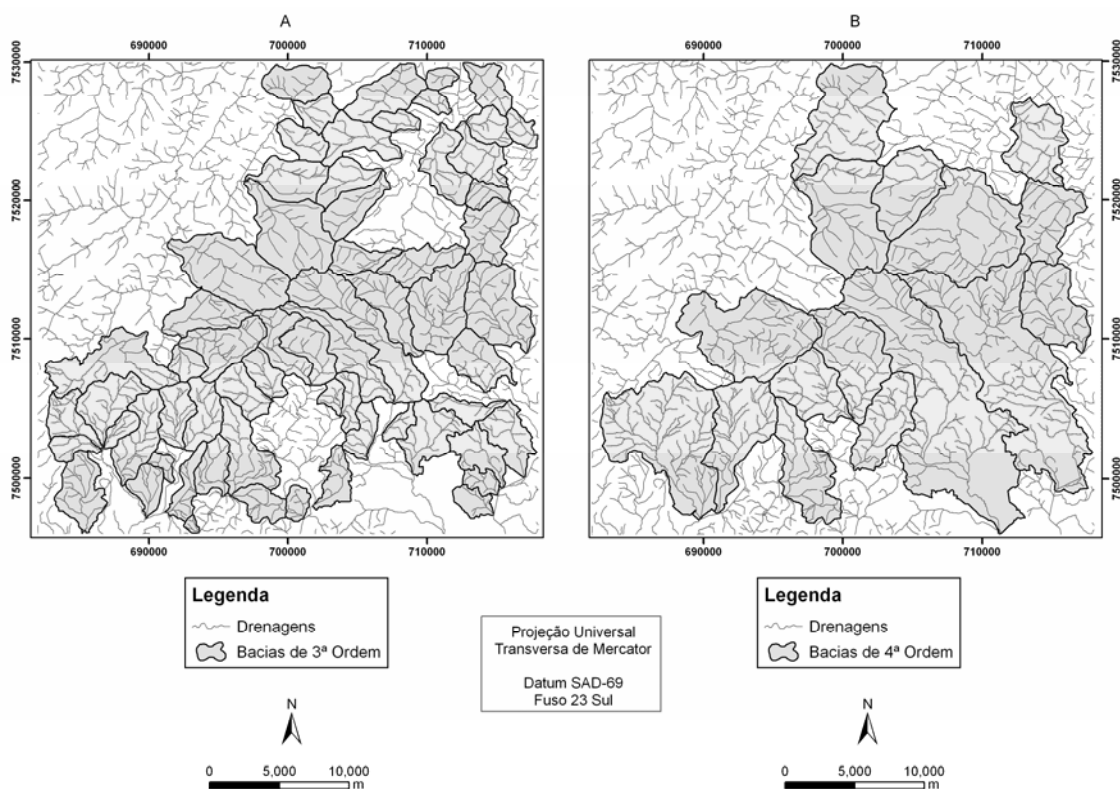 A
B
690000
700000
710000
690000
700000
710000
7530000
7520000
7510000
7500000
7530000
7520000
7510000
7500000
690000
700000
710000
690000
700000
710000
Legenda
Drenagens
Bacias de 3ª Ordem
Legenda
Drenagens
Bacias de 4ª Ordem
Projeção Universal
Transversa de Mercator
Datum SAD-69
Fuso 23 Sul
N
N
0 5,000 10,000
m
0 5,000 10,000
m